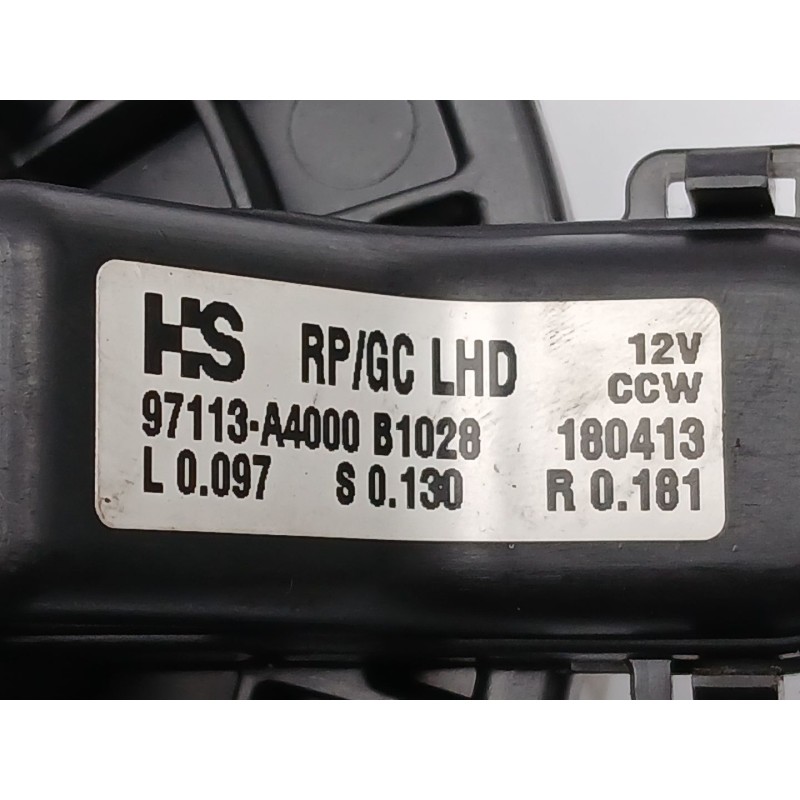 HS RP/GC LHD 12V
CCW
97113-A4000 B1028 180413
L 0.097 S 0.130 R 0.181